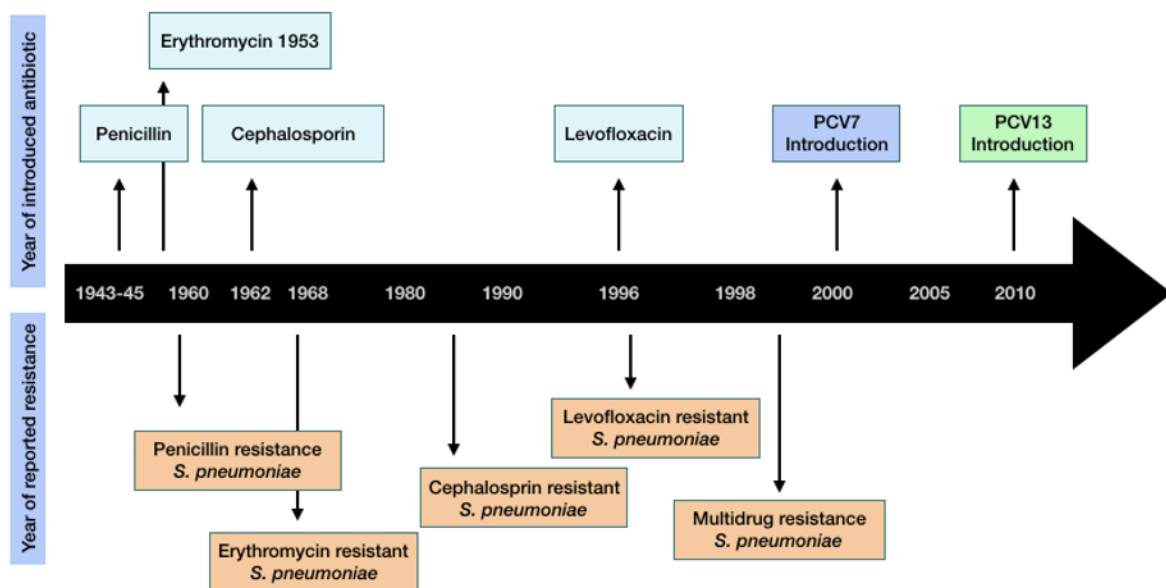 Year of introduced antibiotic
Erythromycin 1953
Penicillin
Cephalosporin
Levofloxacin
PCV7
Introduction
PCV13
Introduction
1943-45 1960 1962 1968 1980 1990 1996 1998 2000 2005 2010
Year of reported resistance
Penicillin resistance
S. pneumoniae
Erythromycin resistant
S. pneumoniae
Cephalosprin resistant
S. pneumoniae
Levofloxacin resistant
S. pneumoniae
Multidrug resistance
S. pneumoniae